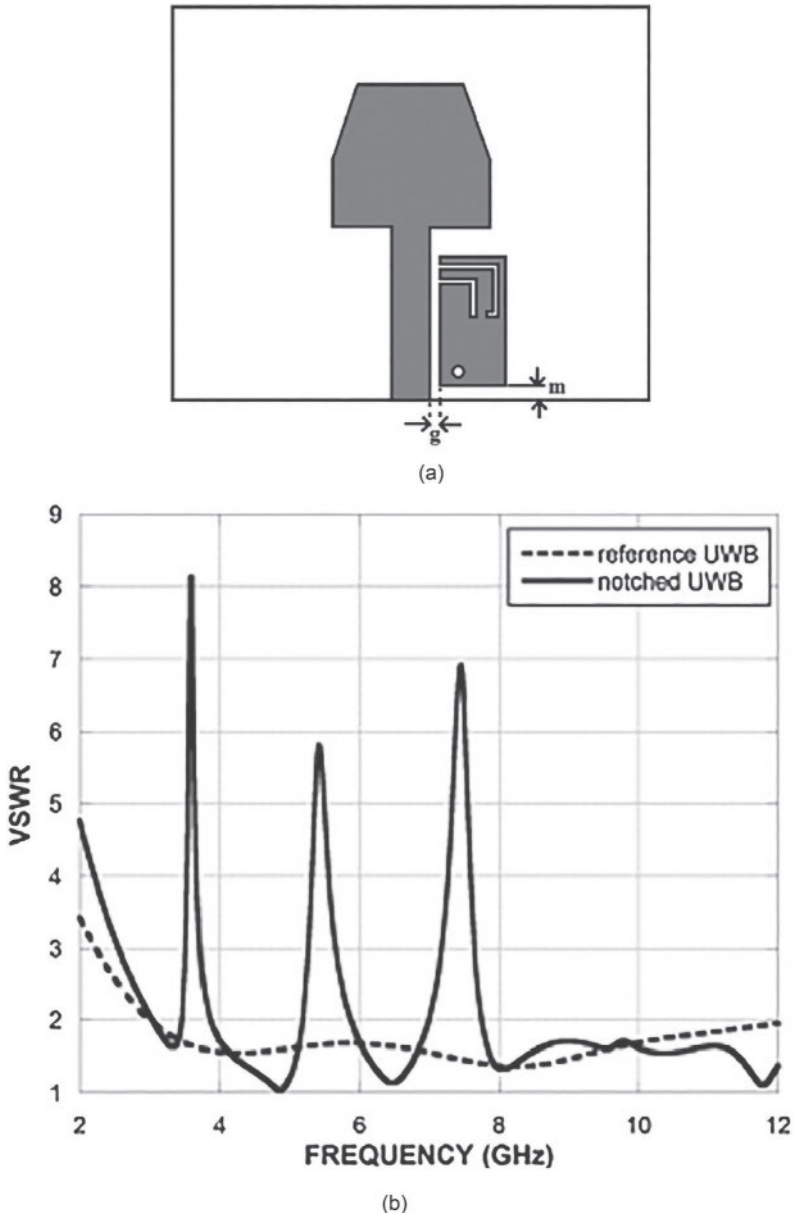 m
g
(a)
9
8
7
6
5
4
3
2
1
VSWR
reference UWB
notched UWB
2 4 6 8 10 12
FREQUENCY (GHz)
(b)